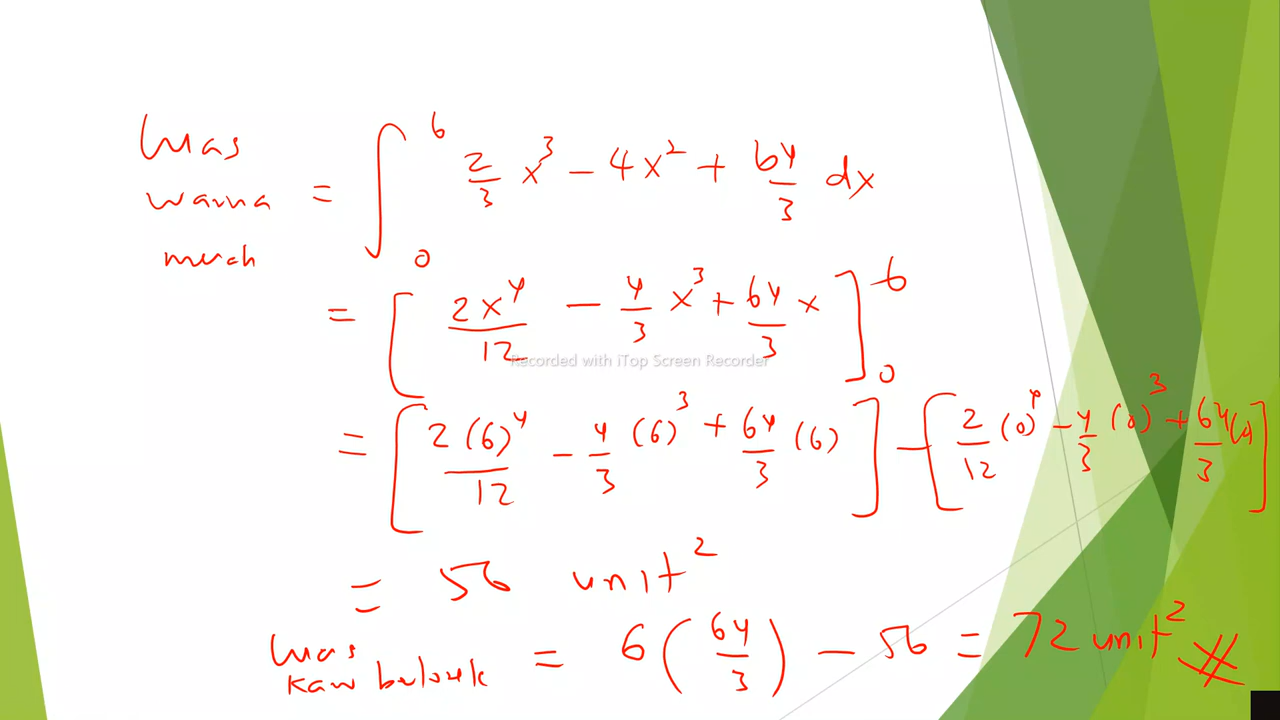 Luas warna merah = ∫₀⁶ 2/3 x³ − 4x² + 64/3 dx
= [ 2x⁴/12 − 4/3 x³ + 64/3 x ]₀⁶
Recorded with iTop Screen Recorder
= [ 2(6)⁴/12 − 4/3 (6)³ + 64/3 (6) ] − [ 2/12 (0)⁴ − 4/3 (0)³ + 64/3 (0) ]
= 56 unit²
Luas kaw berlorek = 6(64/3) − 56 = 72 unit²